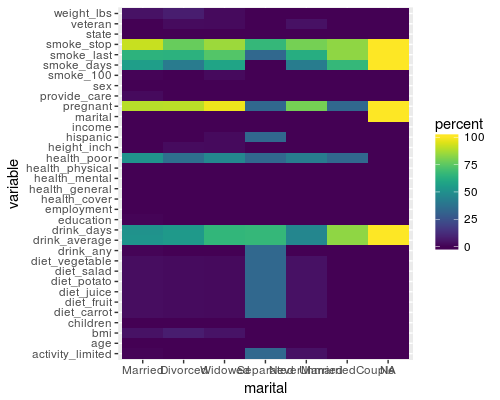 weight_lbs
veteran
state
smoke_stop
smoke_last
smoke_days
smoke_100
sex
provide_care
pregnant
marital
income
hispanic
height_inch
health_poor
health_physical
health_mental
health_general
health_cover
employment
education
drink_days
drink_average
drink_any
diet_vegetable
diet_salad
diet_potato
diet_juice
diet_fruit
diet_carrot
children
bmi
age
activity_limited
variable
Married Divorced Widowed Separated NeverUnmarried Couple NA
marital
percent
100
75
50
25
0